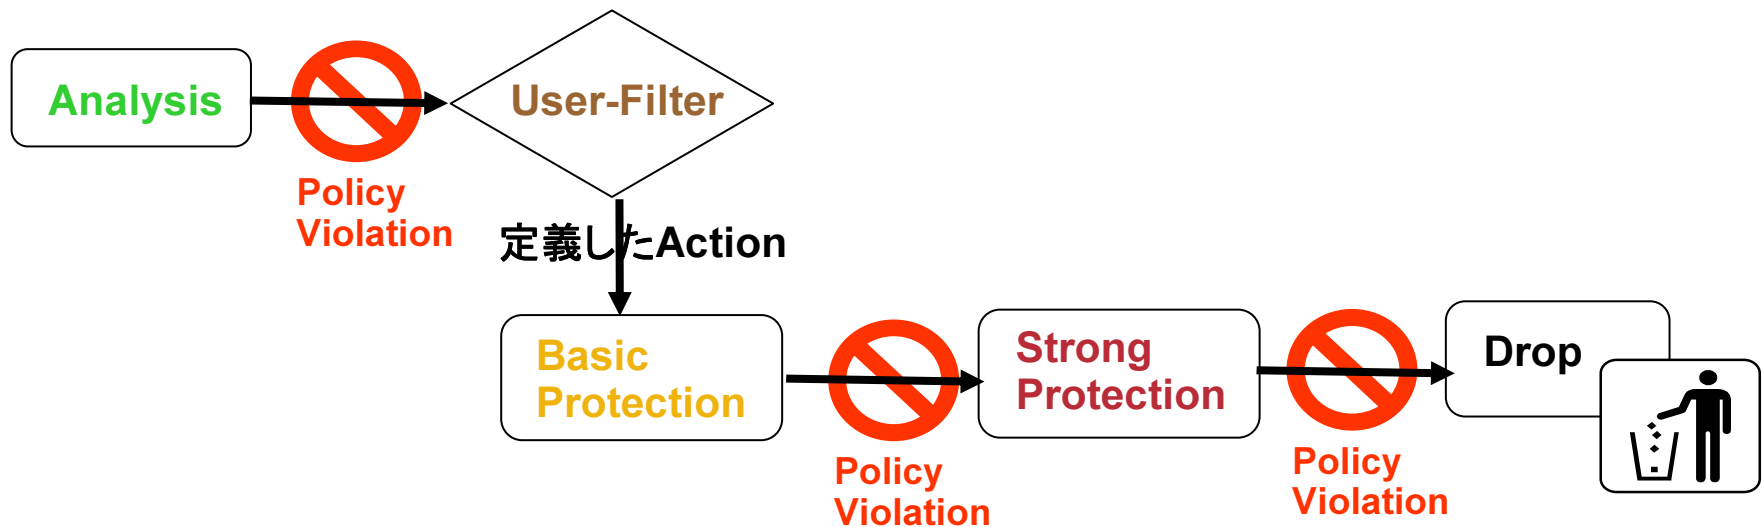 Analysis
User-Filter
Policy
Violation
定義したAction
Basic
Protection
Strong
Protection
Drop
Policy
Violation
Policy
Violation